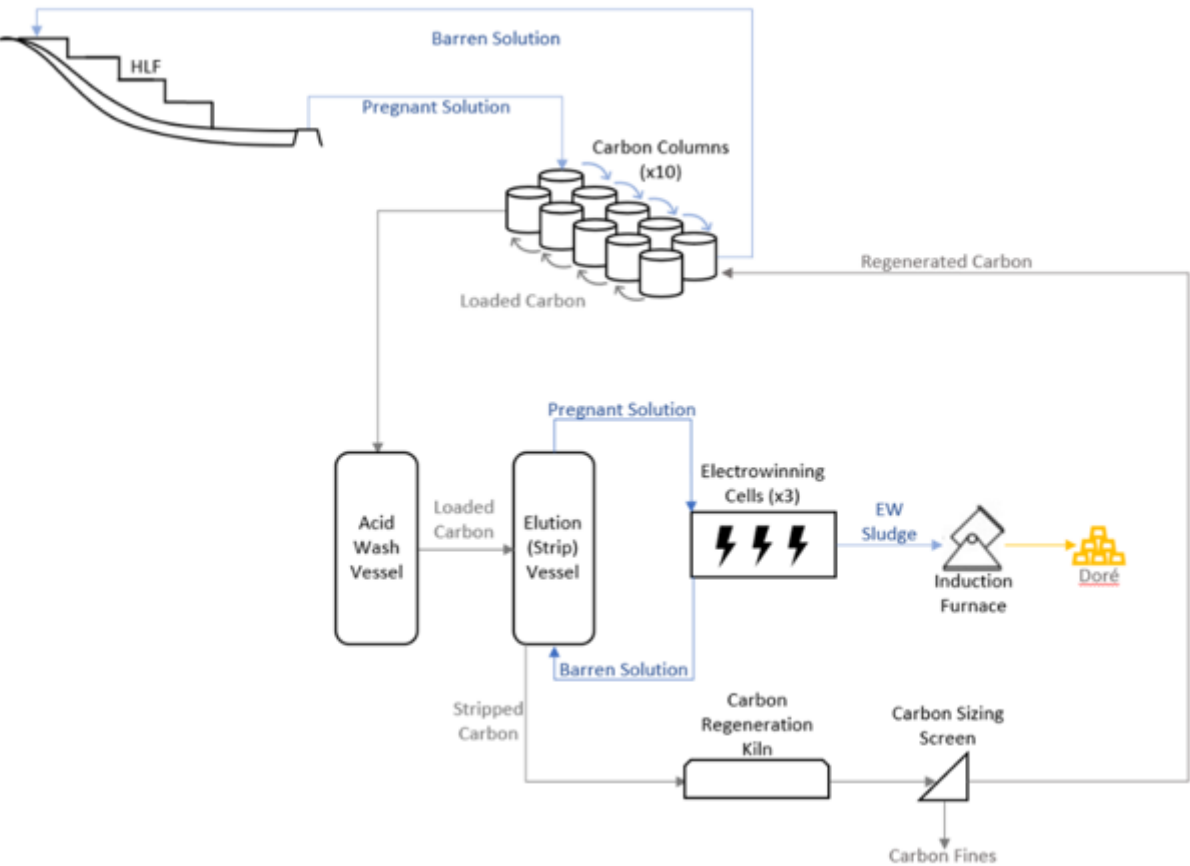 Barren Solution
HLF
Pregnant Solution
Carbon Columns
(x10)
Regenerated Carbon
Loaded Carbon
Pregnant Solution
Electrowinning
Cells (x3)
Acid
Wash
Vessel
Loaded
Carbon
Elution
(Strip)
Vessel
EW
Sludge
Induction
Furnace
Doré
Barren Solution
Stripped
Carbon
Carbon
Regeneration
Kiln
Carbon Sizing
Screen
Carbon Fines